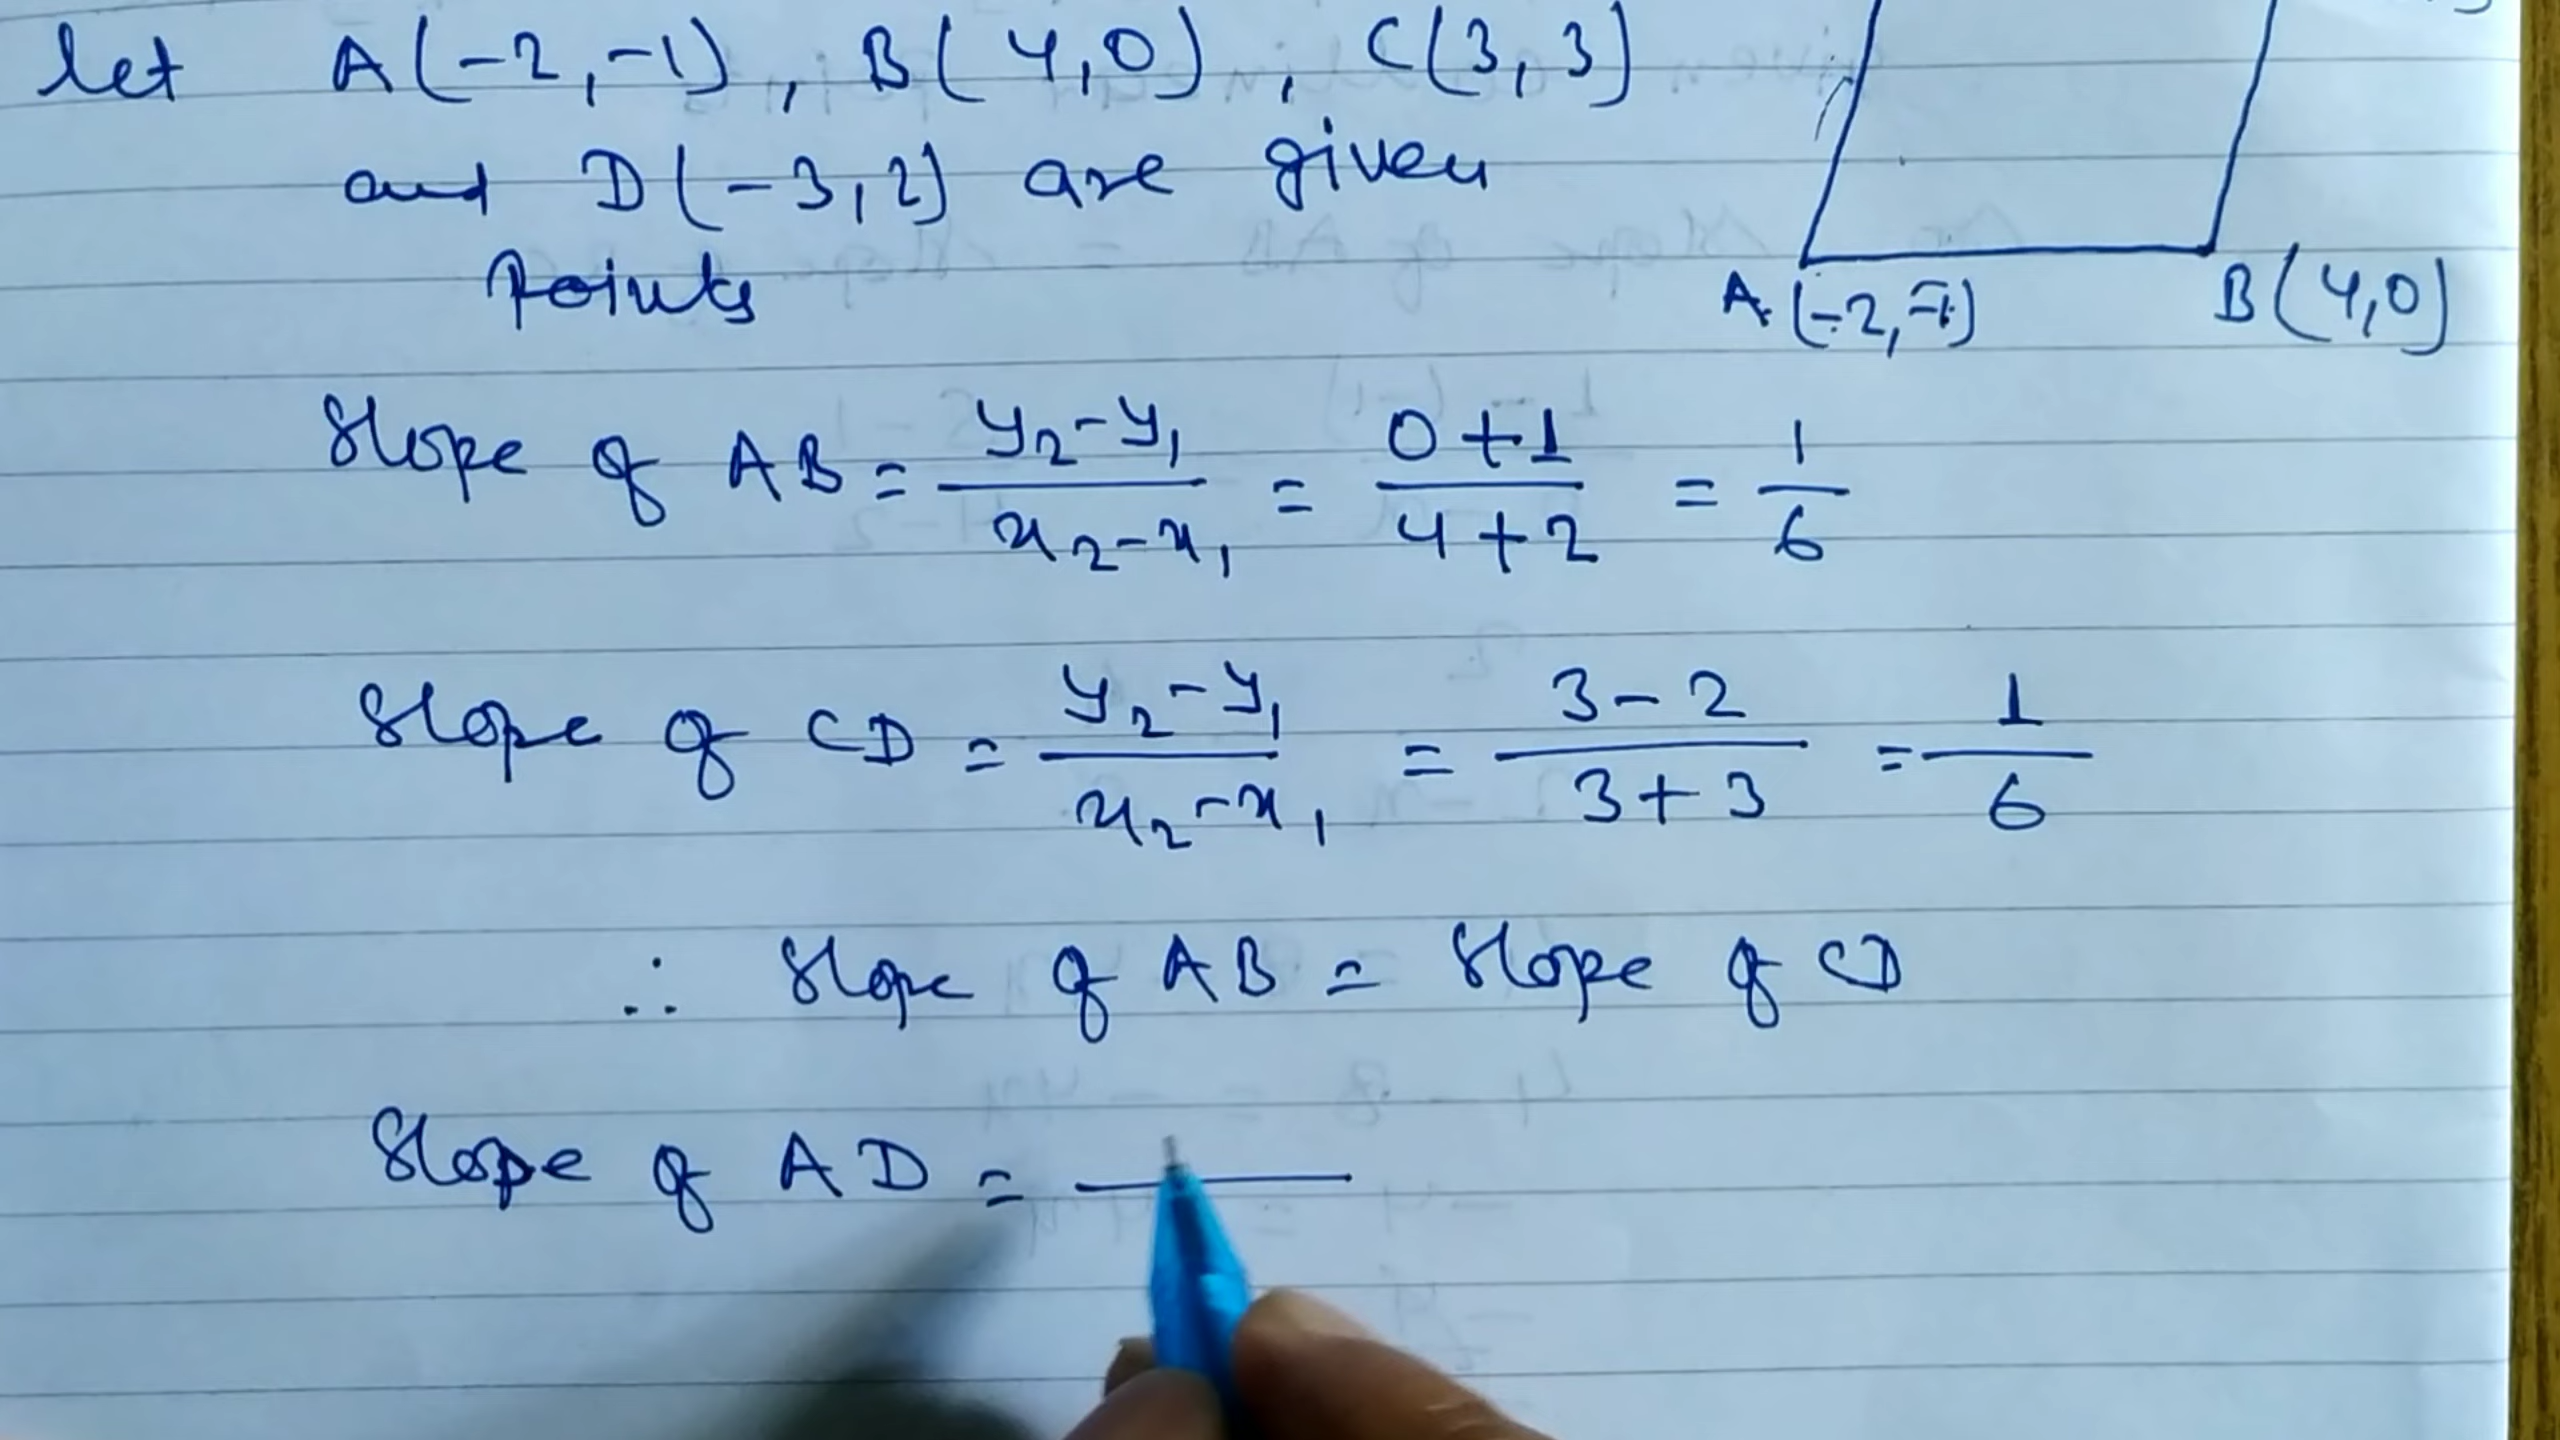 let A(-2,-1), B(4,0), C(3,3)
and D(-3,2) are given
points
A(-2,-1) B(4,0)
Slope of AB = y₂-y₁/x₂-x₁ = 0+1/4+2 = 1/6
Slope of CD = y₂-y₁/x₂-x₁ = 3-2/3+3 = 1/6
∴ Slope of AB = Slope of CD
Slope of AD =